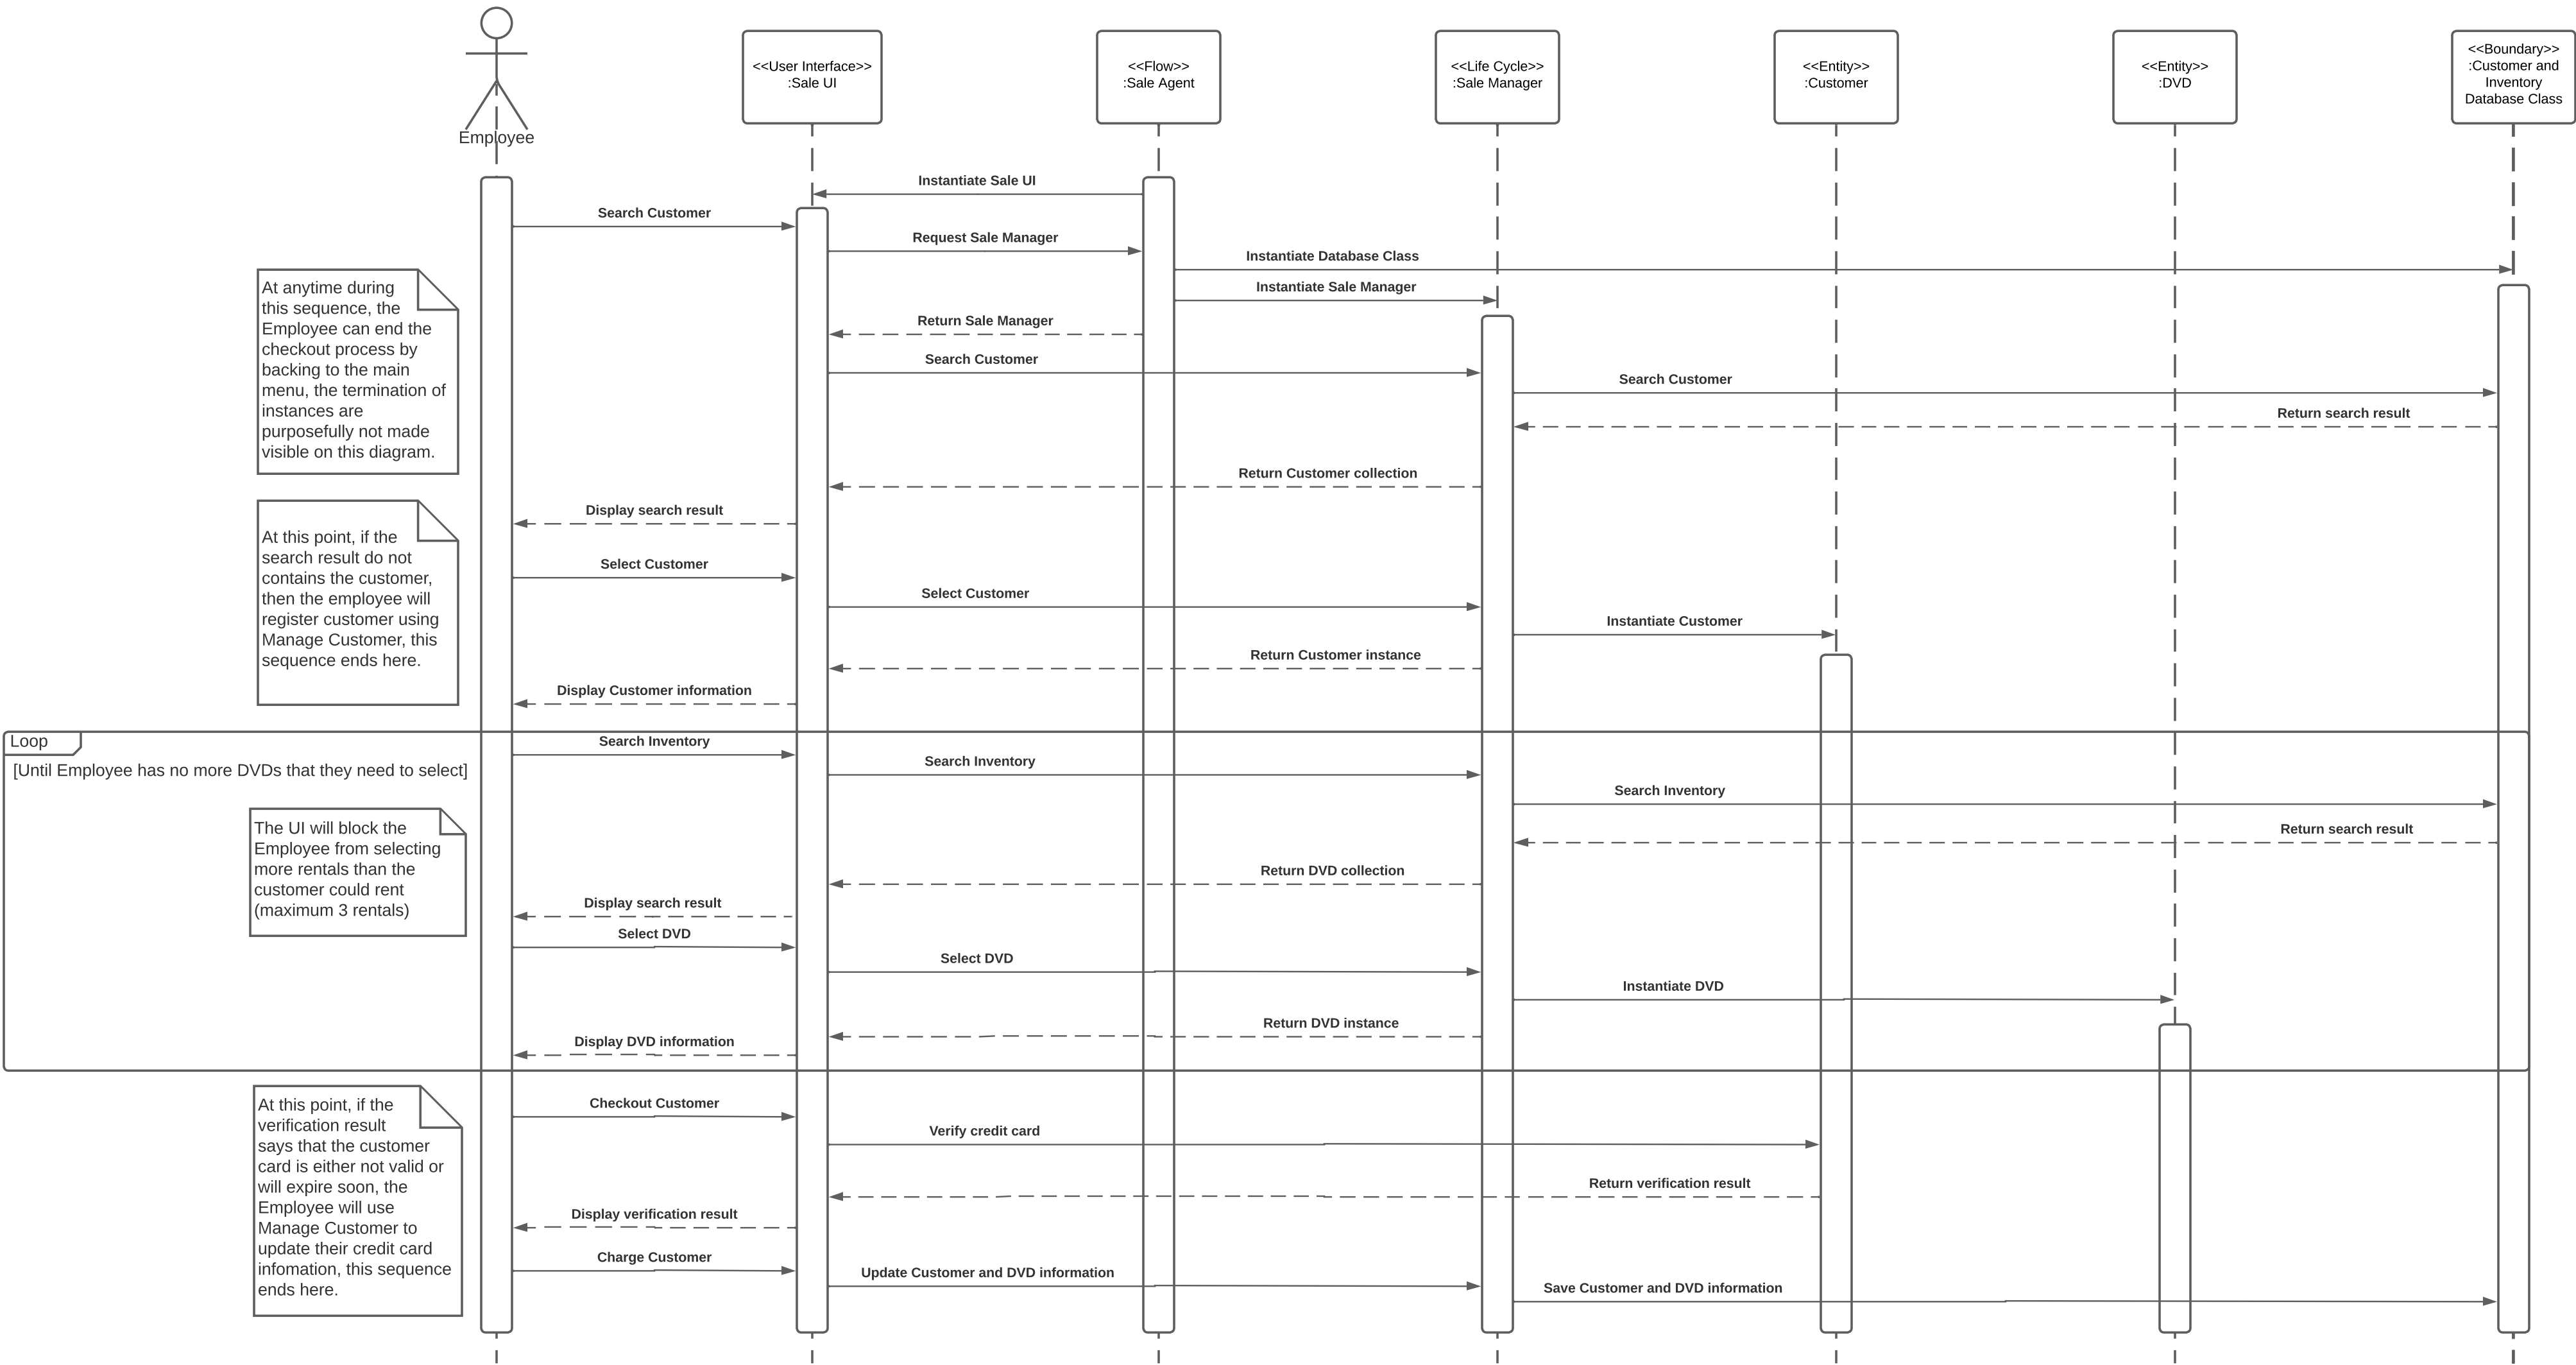 <<User Interface>>
:Sale UI
<<Flow>>
:Sale Agent
<<Life Cycle>>
:Sale Manager
<<Entity>>
:Customer
<<Entity>>
:DVD
<<Boundary>>
:Customer and
Inventory
Database Class
Employee
Instantiate Sale UI
Search Customer
Request Sale Manager
Instantiate Database Class
Instantiate Sale Manager
At anytime during
this sequence, the
Employee can end the
checkout process by
backing to the main
menu, the termination of
instances are
purposefully not made
visible on this diagram.
Return Sale Manager
Search Customer
Search Customer
Return search result
Return Customer collection
Display search result
At this point, if the
search result do not
contains the customer,
then the employee will
register customer using
Manage Customer, this
sequence ends here.
Select Customer
Select Customer
Instantiate Customer
Return Customer instance
Display Customer information
Loop
[Until Employee has no more DVDs that they need to select]
Search Inventory
Search Inventory
Search Inventory
Return search result
The UI will block the
Employee from selecting
more rentals than the
customer could rent
(maximum 3 rentals)
Return DVD collection
Display search result
Select DVD
Select DVD
Instantiate DVD
Return DVD instance
Display DVD information
At this point, if the
verification result
says that the customer
card is either not valid or
will expire soon, the
Employee will use
Manage Customer to
update their credit card
infomation, this sequence
ends here.
Checkout Customer
Verify credit card
Return verification result
Display verification result
Charge Customer
Update Customer and DVD information
Save Customer and DVD information